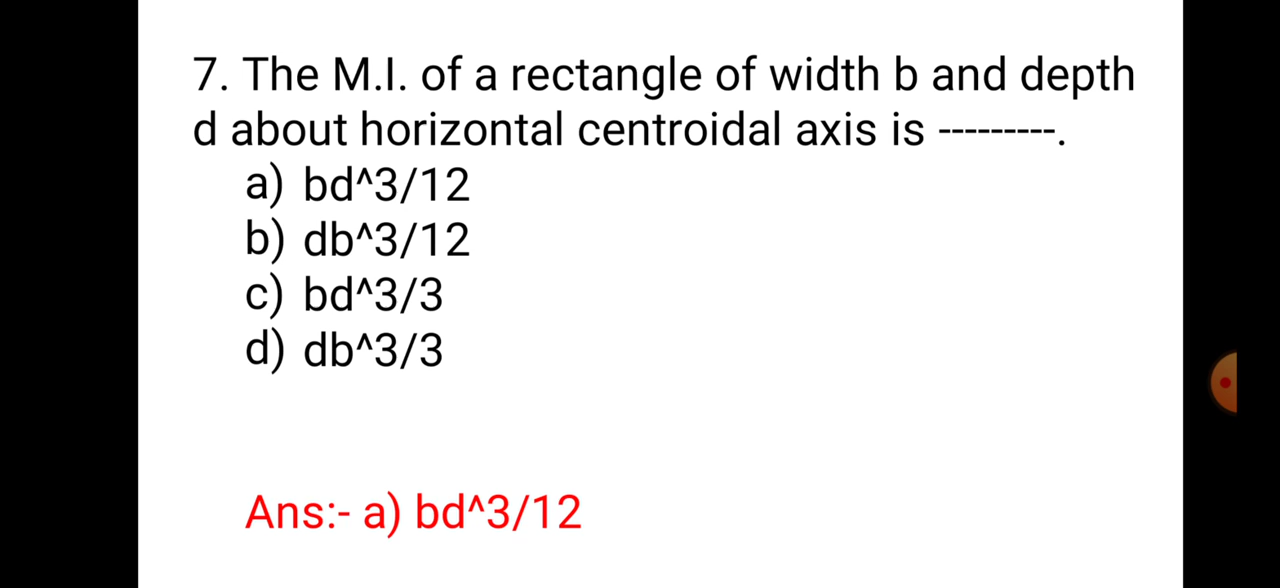 7. The M.I. of a rectangle of width b and depth
d about horizontal centroidal axis is ---------.
a) bd^3/12
b) db^3/12
c) bd^3/3
d) db^3/3
Ans:- a) bd^3/12